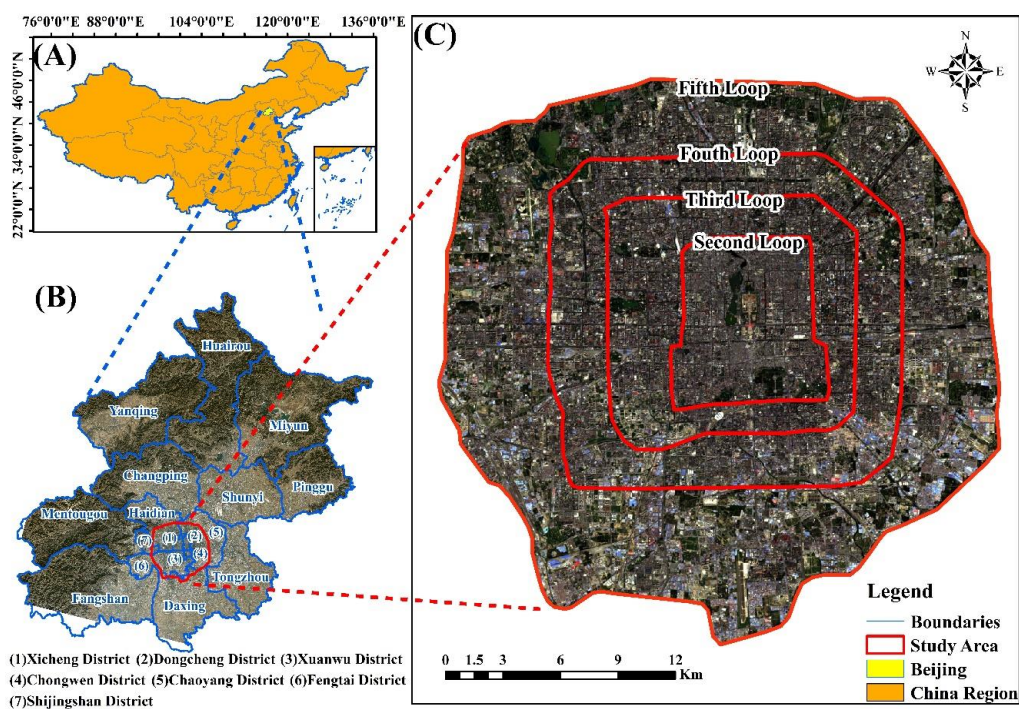 76°0'0"E 88°0'0"E 104°0'0"E 120°0'0"E 136°0'0"E
(A)
46°0'0"N
34°0'0"N
22°0'0"N
(B)
Huairou
Yanqing
Miyun
Changping
Shunyi
Pinggu
Mentougou
Haidian
(7) (1) (2) (5)
(3) (4)
(6)
Tongzhou
Fangshan
Daxing
(1)Xicheng District (2)Dongcheng District (3)Xuanwu District
(4)Chongwen District (5)Chaoyang District (6)Fengtai District
(7)Shijingshan District
(C)
N
W E
S
Fifth Loop
Fouth Loop
Third Loop
Second Loop
Legend
Boundaries
Study Area
Beijing
China Region
0 1.5 3 6 9 12
Km